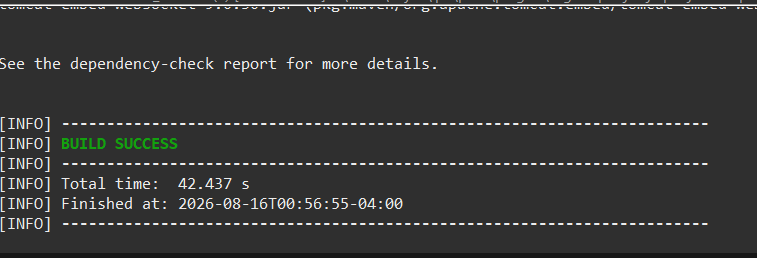 See the dependency-check report for more details.
[INFO] ------------------------------------------------------------------------
[INFO] BUILD SUCCESS
[INFO] ------------------------------------------------------------------------
[INFO] Total time:  42.437 s
[INFO] Finished at: 2026-08-16T00:56:55-04:00
[INFO] ------------------------------------------------------------------------